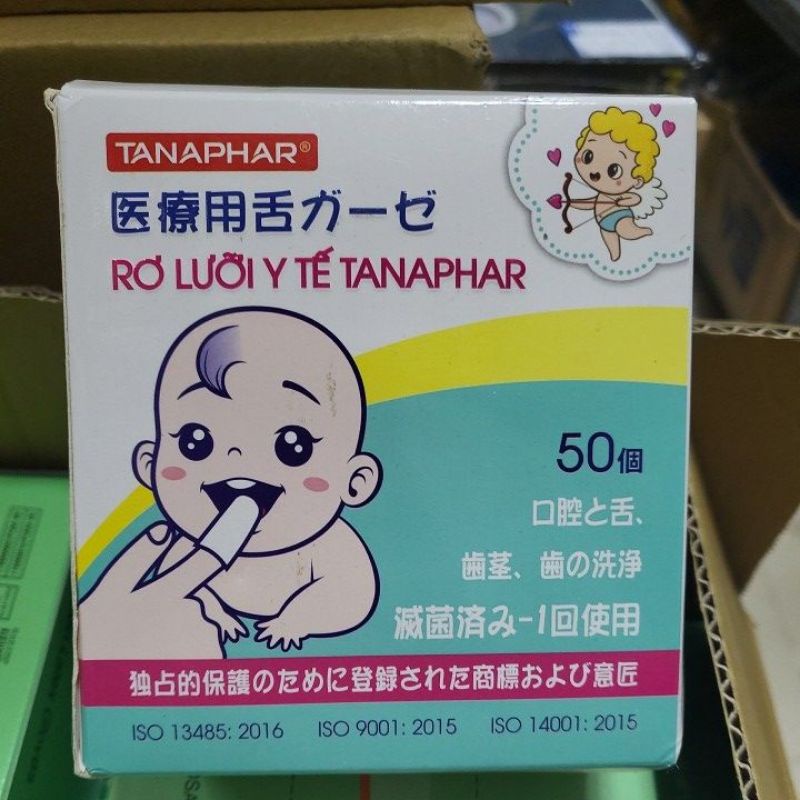 TANAPHAR®
医療用舌ガーゼ
RƠ LƯỠI Y TẾ TANAPHAR
50個
口腔と舌、
歯茎、歯の洗浄
滅菌済み-1回使用
独占的保護のために登録された商標および意匠
ISO 13485: 2016 ISO 9001: 2015 ISO 14001: 2015